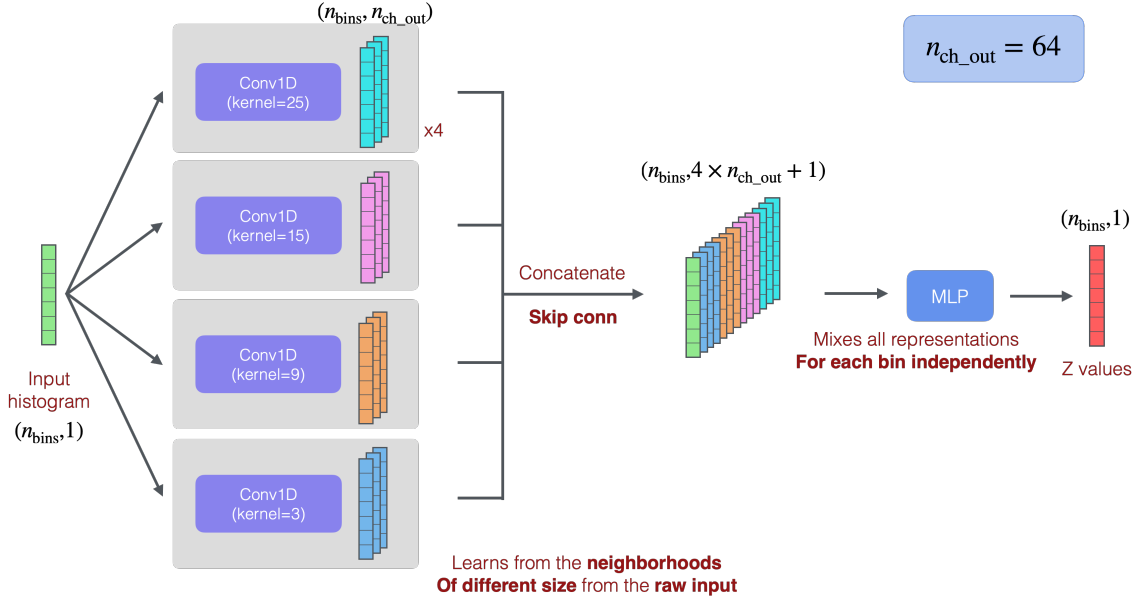 (n_bins, n_ch_out)
n_ch_out = 64
Conv1D
(kernel=25)
x4
Conv1D
(kernel=15)
(n_bins,4 × n_ch_out + 1)
(n_bins,1)
Concatenate
Skip conn
MLP
Mixes all representations
For each bin independently
Z values
Input
histogram
(n_bins,1)
Conv1D
(kernel=9)
Conv1D
(kernel=3)
Learns from the neighborhoods
Of different size from the raw input